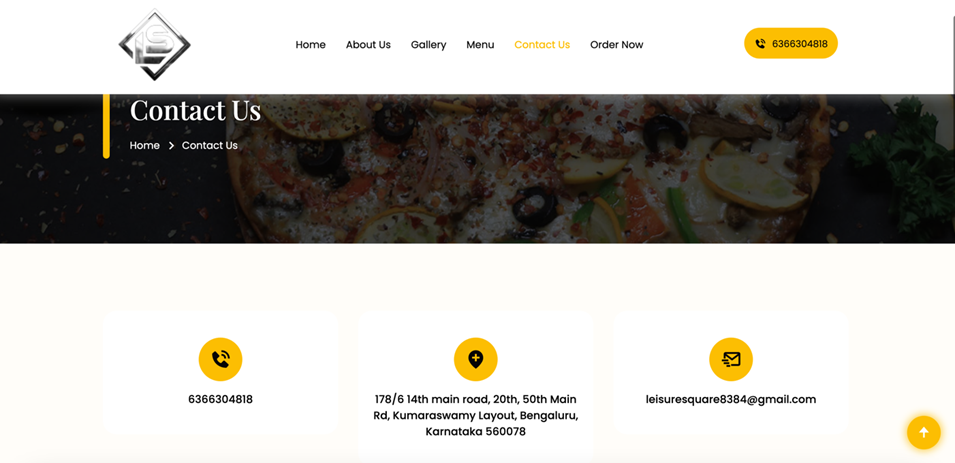 LS
Home About Us Gallery Menu Contact Us Order Now 6366304818
Contact Us
Home Contact Us
6366304818
178/6 14th main road, 20th, 50th Main
Rd, Kumaraswamy Layout, Bengaluru,
Karnataka 560078
leisuresquare8384@gmail.com